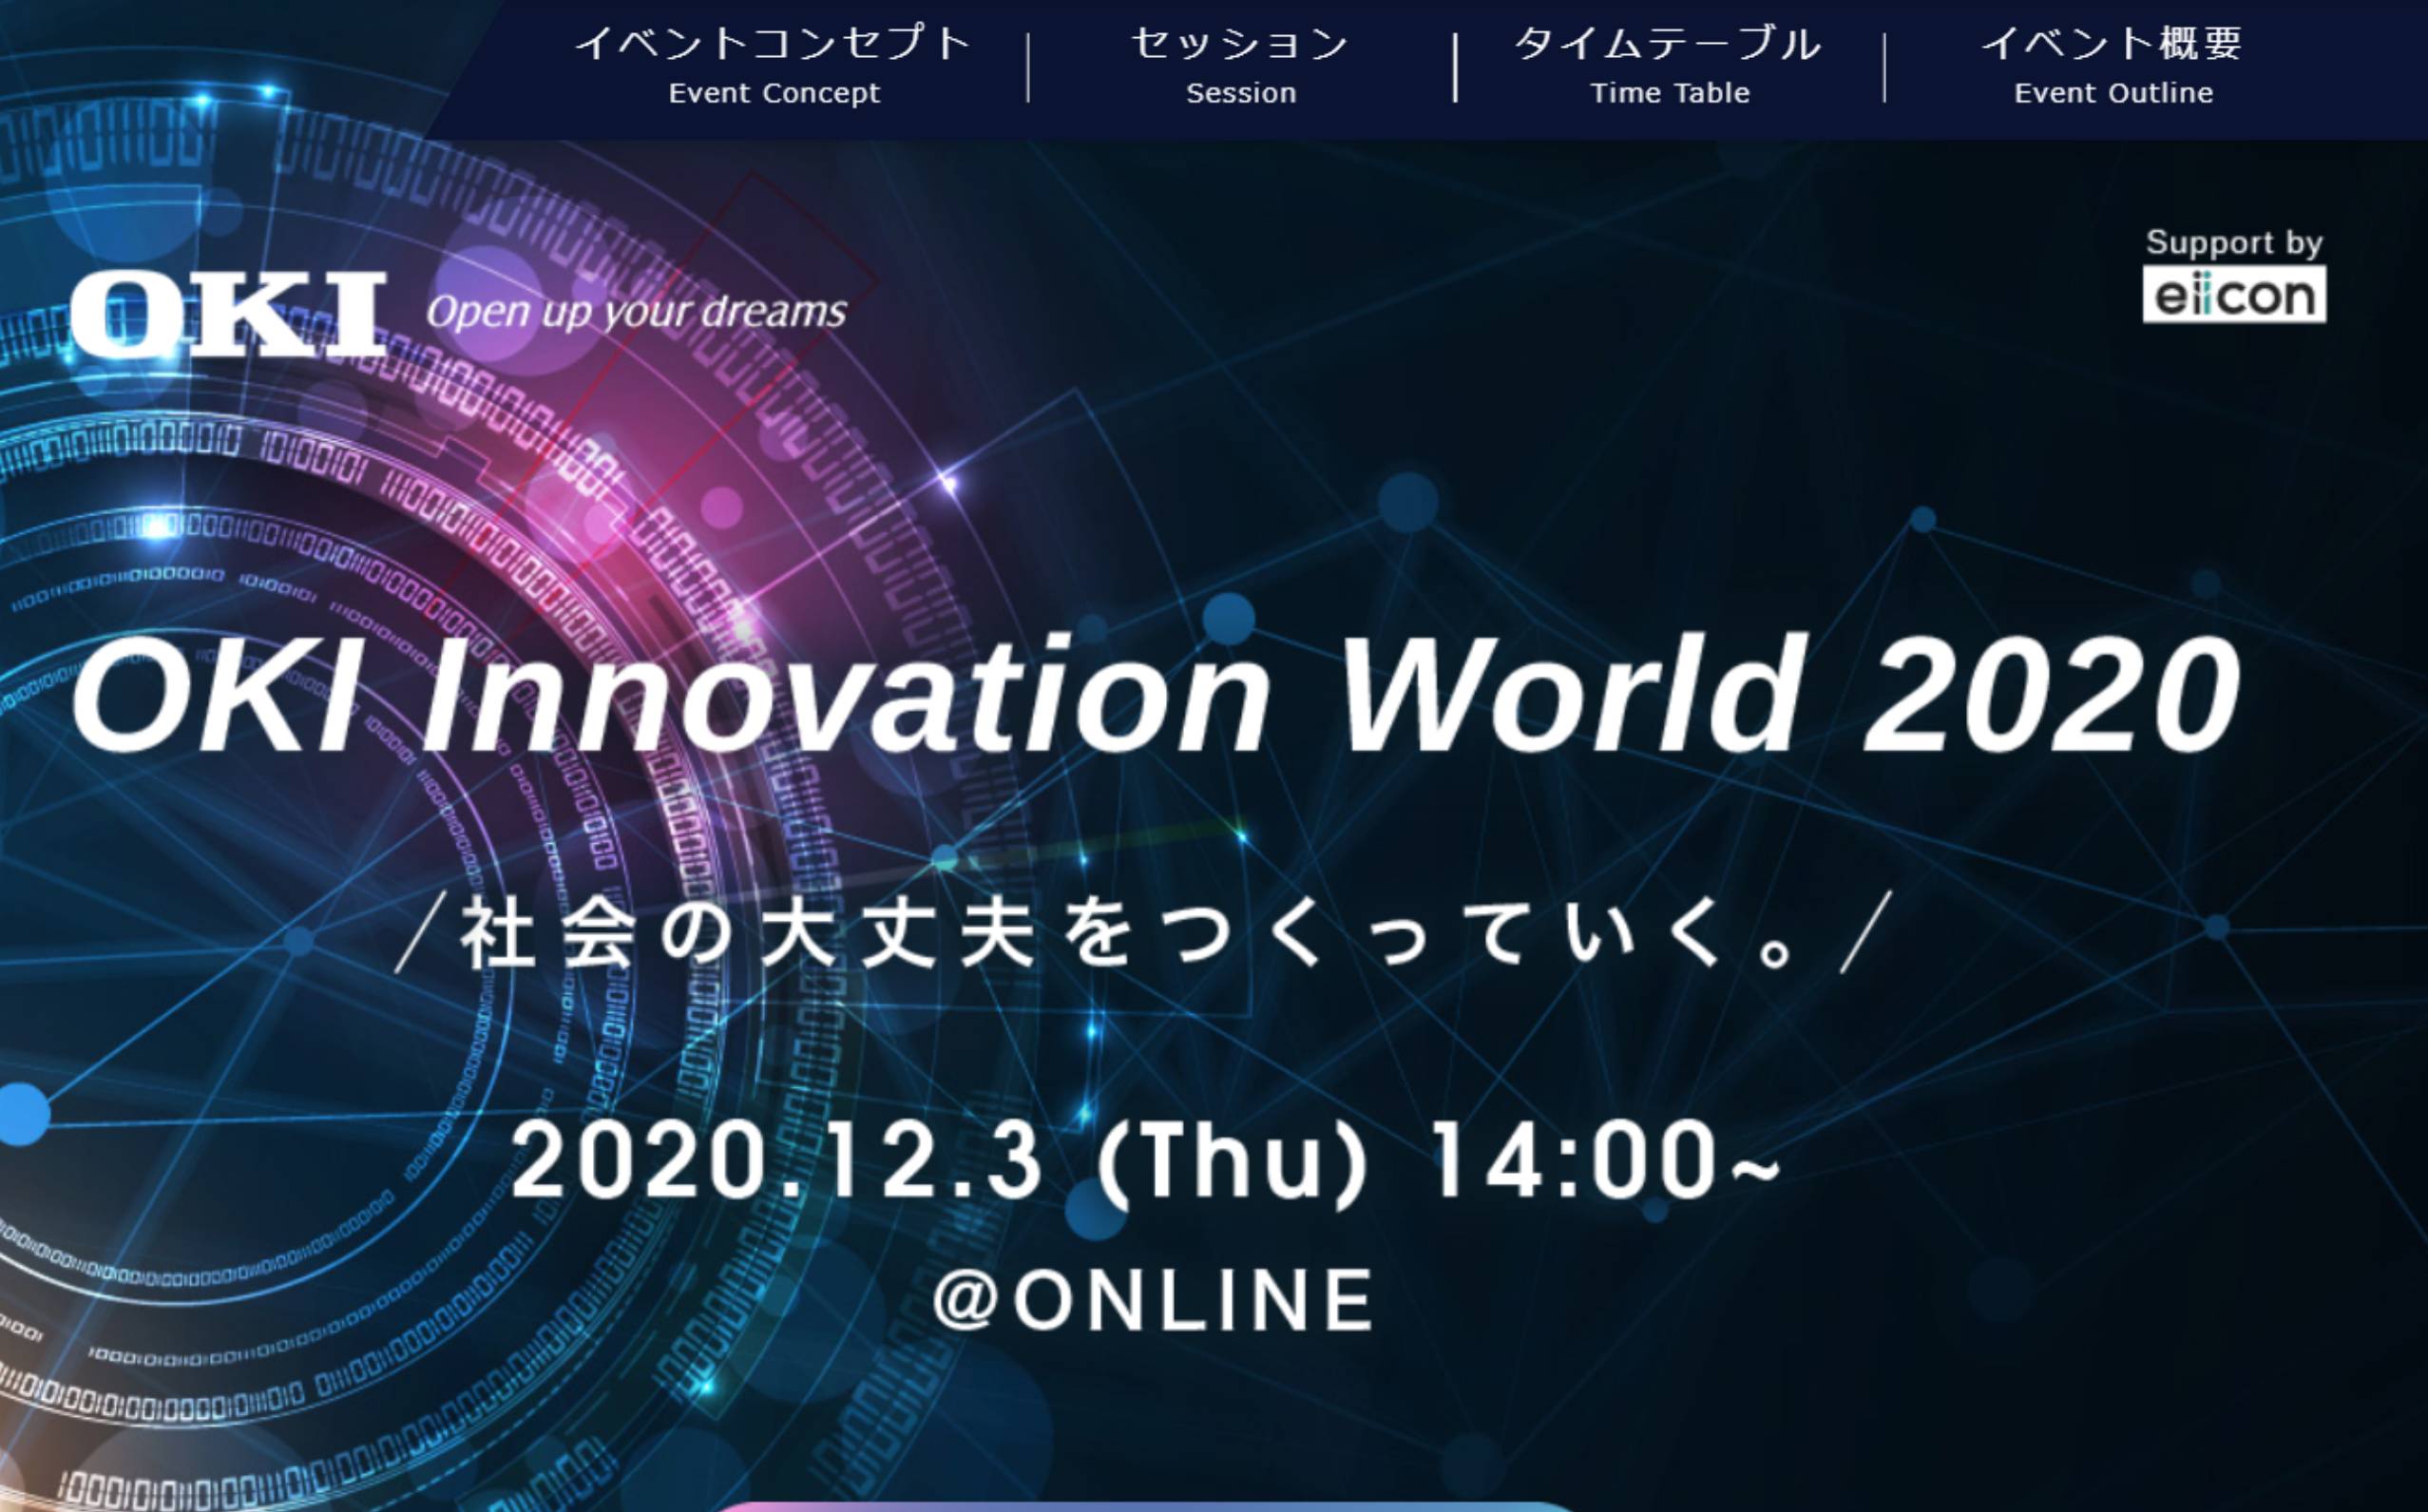 イベントコンセプト
Event Concept
セッション
Session
タイムテーブル
Time Table
イベント概要
Event Outline
Support by
eiicon
OKI Open up your dreams
OKI Innovation World 2020
/社会の大丈夫をつくっていく。/
2020.12.3 (Thu) 14:00~
@ONLINE